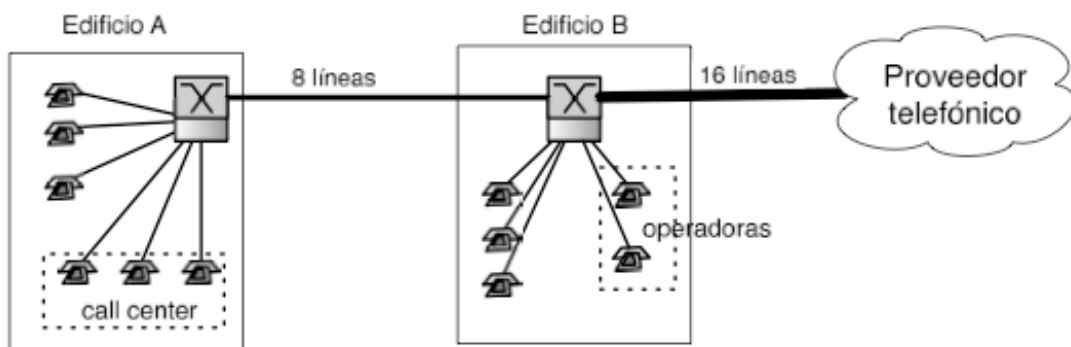 Edificio A
Edificio B
8 líneas
16 líneas
Proveedor
telefónico
operadoras
call center